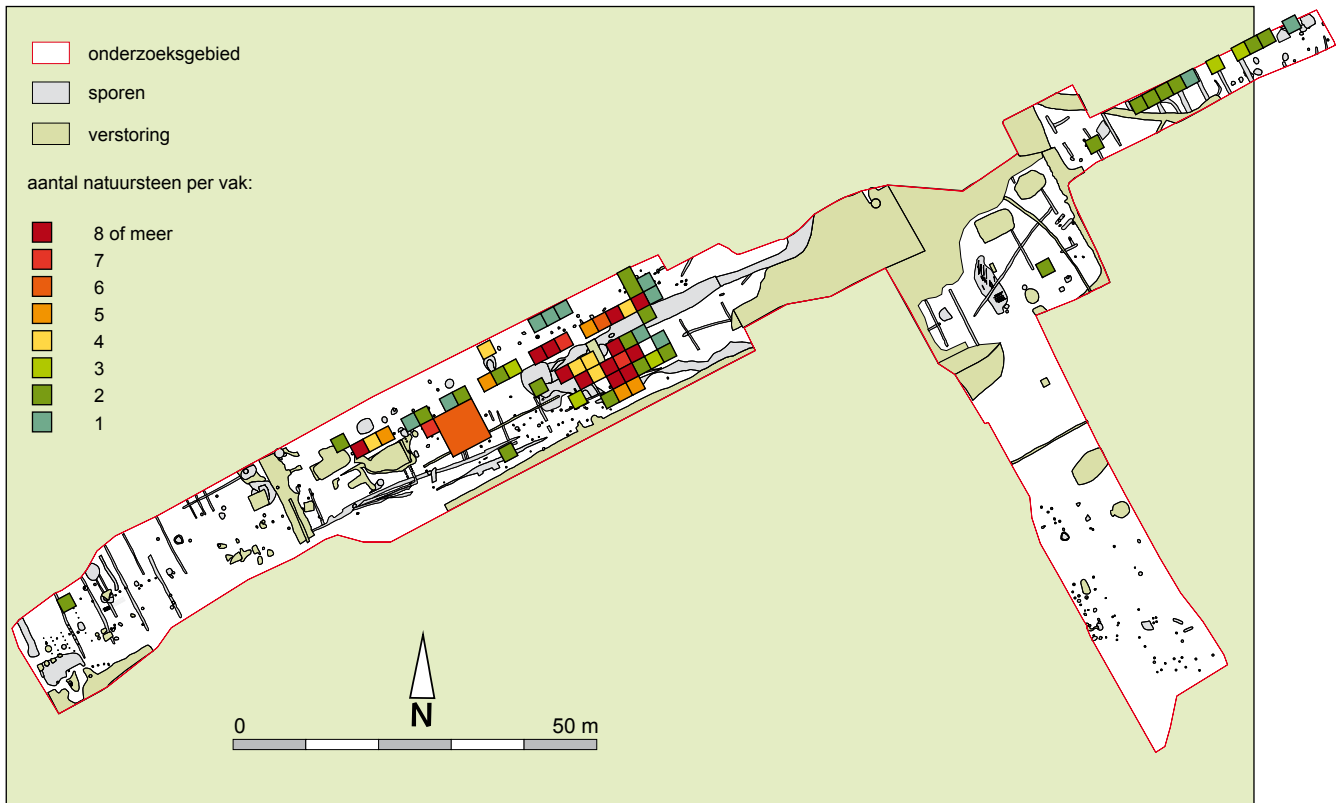 onderzoeksgebied
sporen
verstoring
aantal natuursteen per vak:
8 of meer
7
6
5
4
3
2
1
N
0 50 m